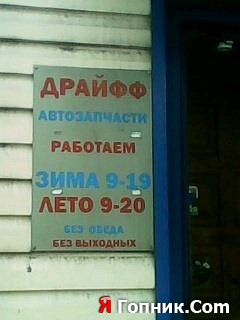 ДРАЙФФ
АВТОЗАПЧАСТИ
РАБОТАЕМ
ЗИМА 9-19
ЛЕТО 9-20
БЕЗ ОБЕДА
БЕЗ ВЫХОДНЫХ
Я Гопник.Com